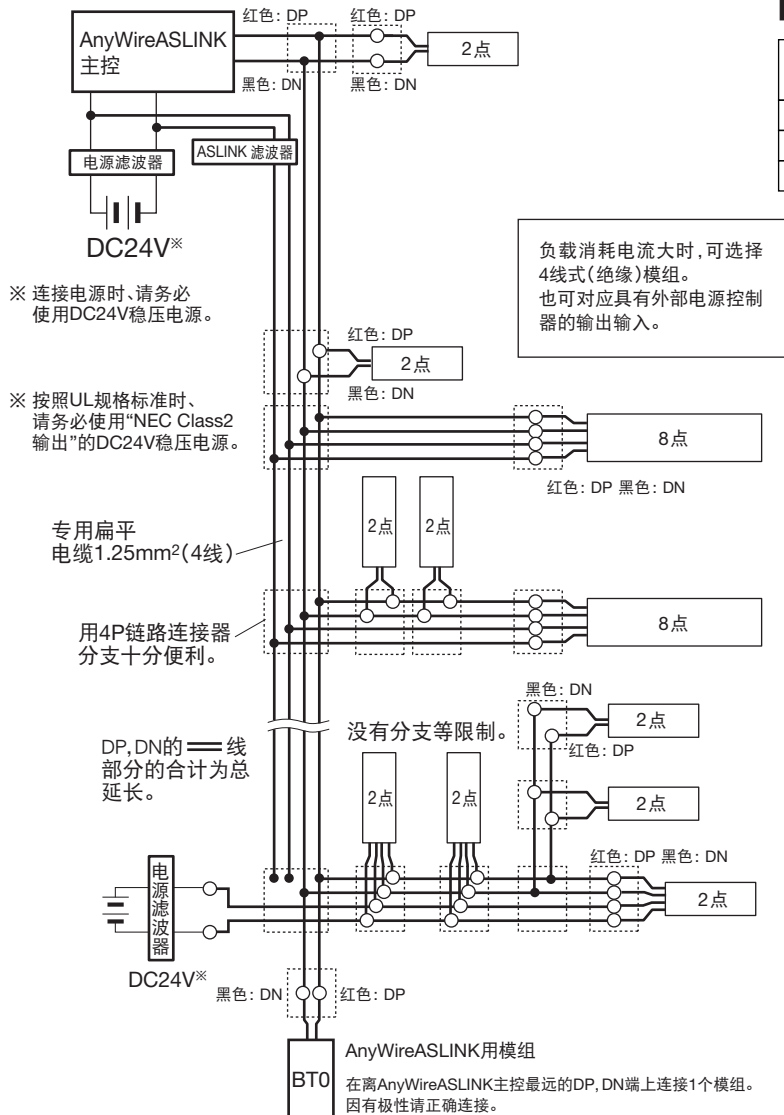 AnyWireASLINK
主控
红色: DP
红色: DP
2点
黑色: DN
黑色: DN
电源滤波器
ASLINK 滤波器
DC24V※
※ 连接电源时、请务必
使用DC24V稳压电源。
负载消耗电流大时,可选择
4线式(绝缘)模组。
也可对应具有外部电源控制
器的输出输入。
红色: DP
2点
黑色: DN
※ 按照UL规格标准时、
请务必使用“NEC Class2
输出”的DC24V稳压电源。
8点
红色: DP 黑色: DN
专用扁平
电缆1.25mm²(4线)
2点
2点
用4P链路连接器
分支十分便利。
8点
黑色: DN
2点
红色: DP
没有分支等限制。
DP,DN的 线
部分的合计为总
延长。
2点
2点
2点
红色: DP 黑色: DN
2点
电源滤波器
DC24V※
黑色: DN
红色: DP
BT0
AnyWireASLINK用模组
在离AnyWireASLINK主控最远的DP, DN端上连接1个模组。
因有极性请正确连接。